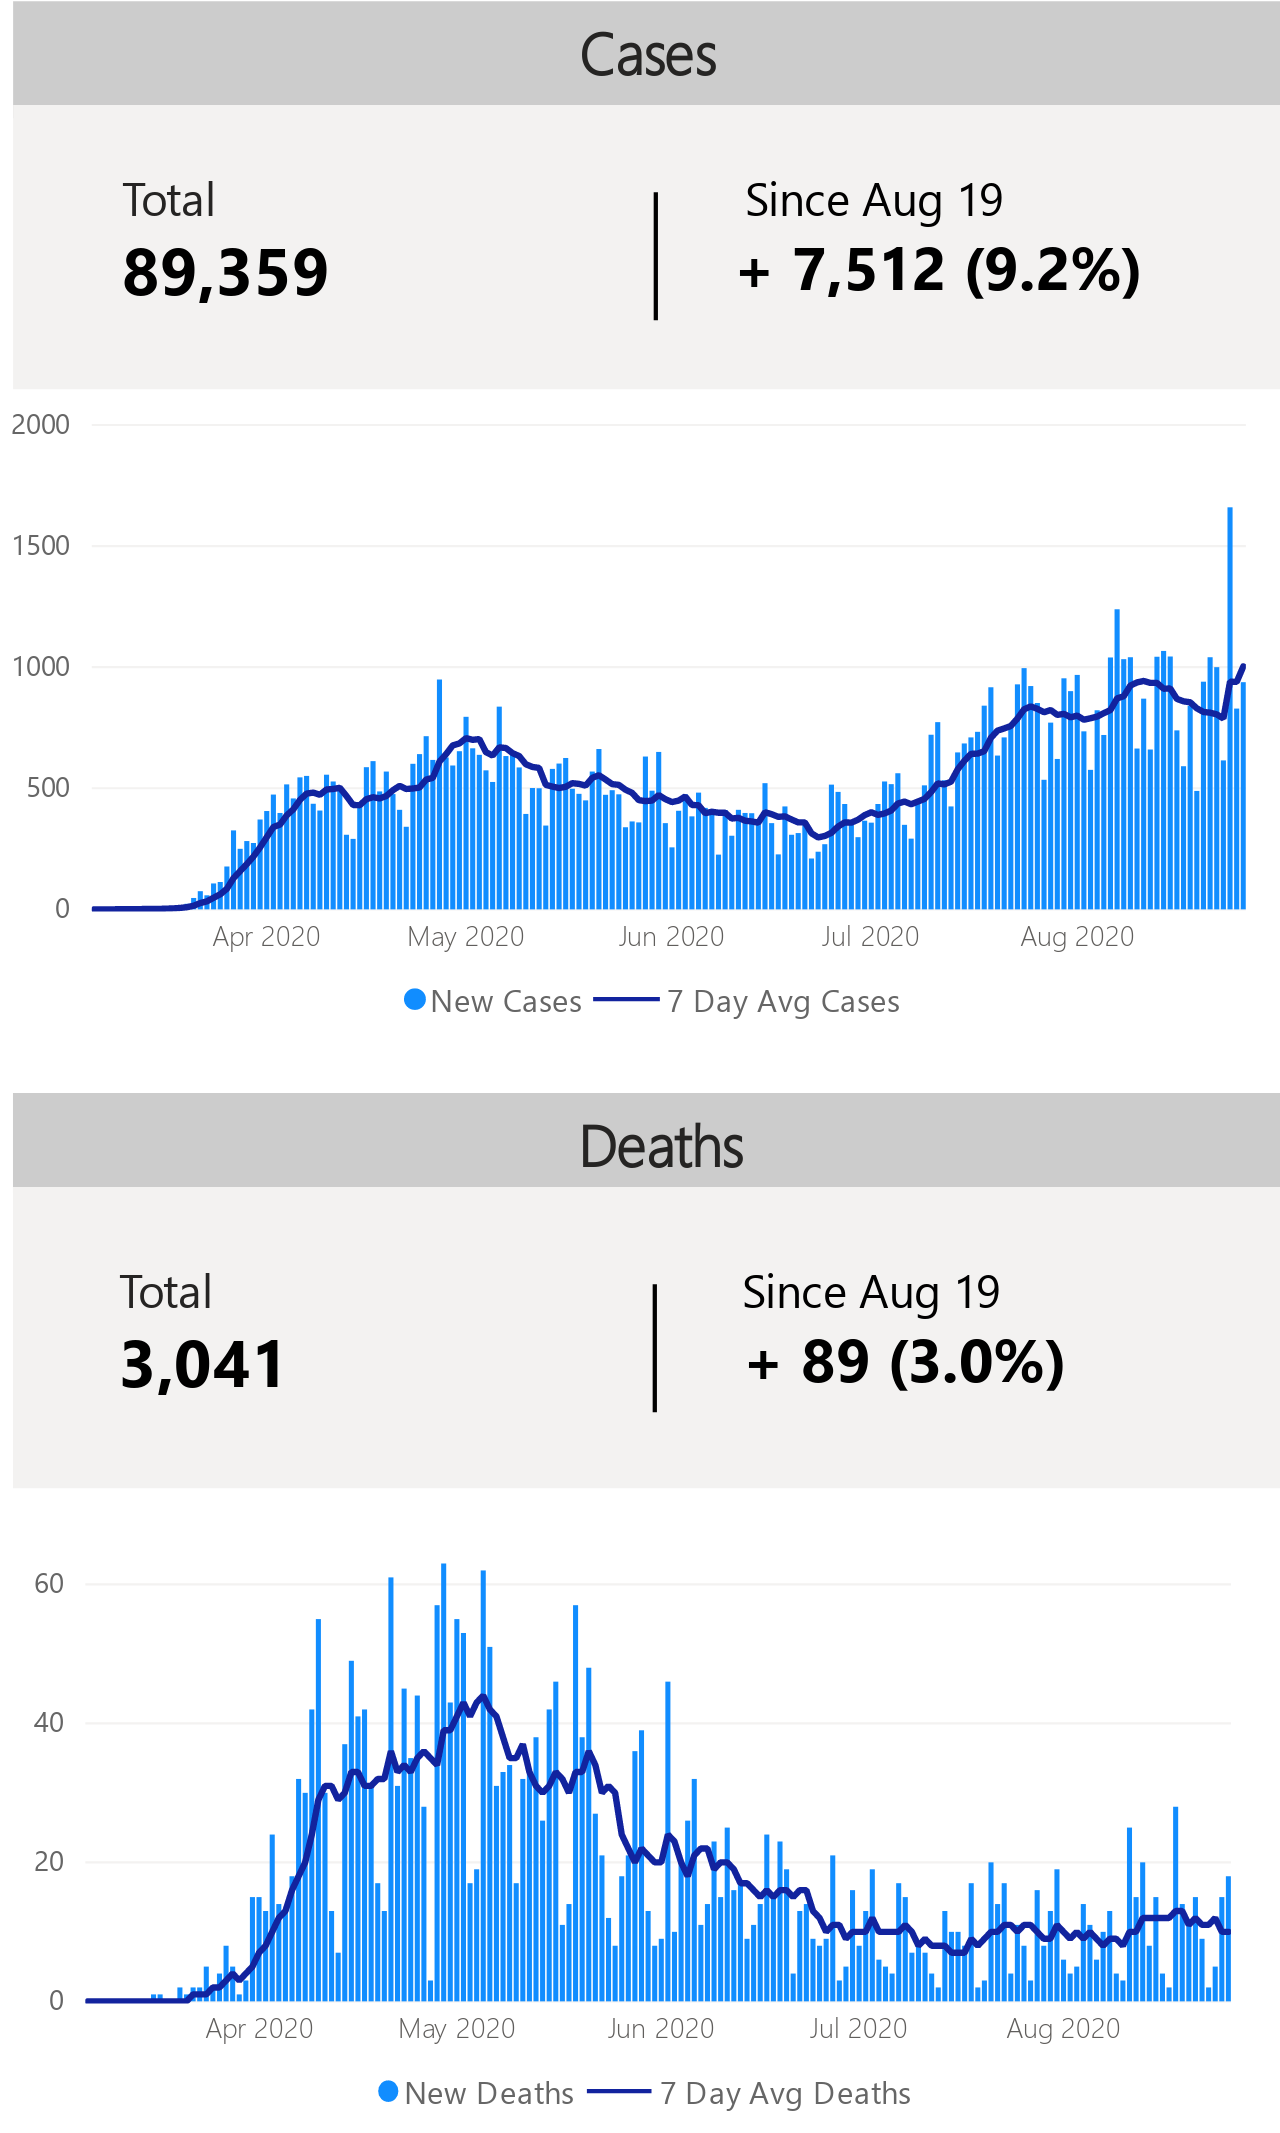 Cases
Total
Since Aug 19
89,359
+ 7,512 (9.2%)
2000
1500
1000
500
0
Apr 2020
May 2020
Jun 2020
Jul 2020
Aug 2020
New Cases
7 Day Avg Cases
Deaths
Total
Since Aug 19
3,041
+ 89 (3.0%)
60
40
20
0
Apr 2020
May 2020
Jun 2020
Jul 2020
Aug 2020
New Deaths
7 Day Avg Deaths